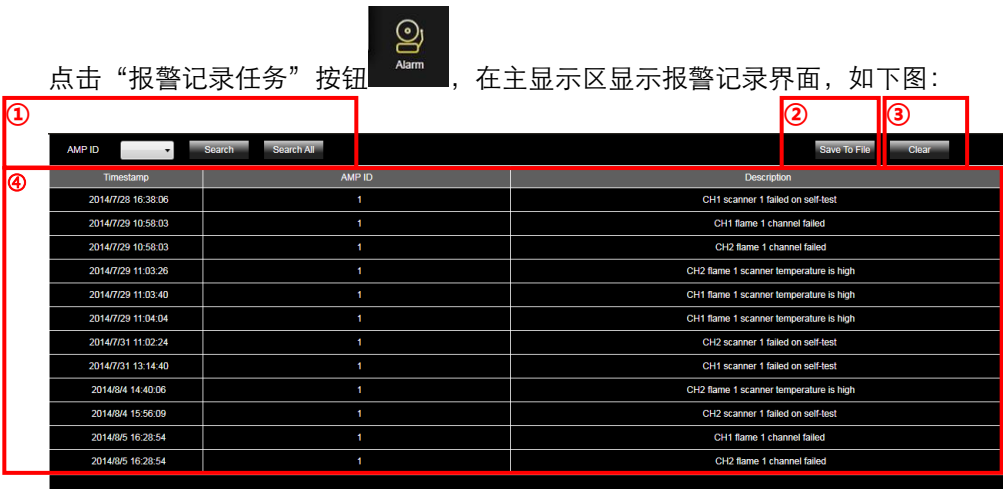 Alarm
点击“报警记录任务”按钮，在主显示区显示报警记录界面，如下图：
① ② ③
AMP ID Search Search All Save To File Clear
④
Timestamp AMP ID Description
2014/7/28 16:38:06 1 CH1 scanner 1 failed on self-test
2014/7/29 10:58:03 1 CH1 flame 1 channel failed
2014/7/29 10:58:03 1 CH2 flame 1 channel failed
2014/7/29 11:03:26 1 CH2 flame 1 scanner temperature is high
2014/7/29 11:03:40 1 CH1 flame 1 scanner temperature is high
2014/7/29 11:04:04 1 CH1 flame 1 scanner temperature is high
2014/7/31 11:02:24 1 CH2 scanner 1 failed on self-test
2014/7/31 13:14:40 1 CH1 scanner 1 failed on self-test
2014/8/4 14:40:06 1 CH2 flame 1 scanner temperature is high
2014/8/4 15:56:09 1 CH2 scanner 1 failed on self-test
2014/8/5 16:28:54 1 CH1 flame 1 channel failed
2014/8/5 16:28:54 1 CH2 flame 1 channel failed